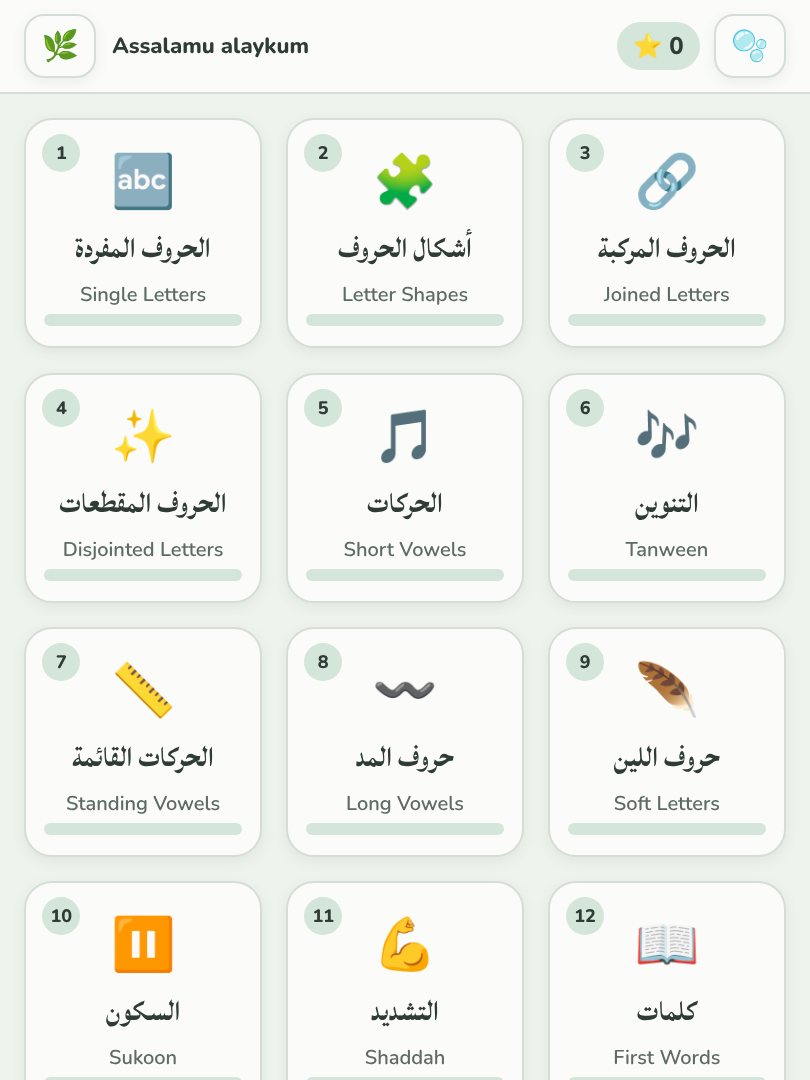 Assalamu alaykum
0
1
abc
الحروف المفردة
Single Letters
2
أشكال الحروف
Letter Shapes
3
الحروف المركبة
Joined Letters
4
الحروف المقطعات
Disjointed Letters
5
الحركات
Short Vowels
6
التنوين
Tanween
7
الحركات القائمة
Standing Vowels
8
حروف المد
Long Vowels
9
حروف اللين
Soft Letters
10
السكون
Sukoon
11
التشديد
Shaddah
12
كلمات
First Words